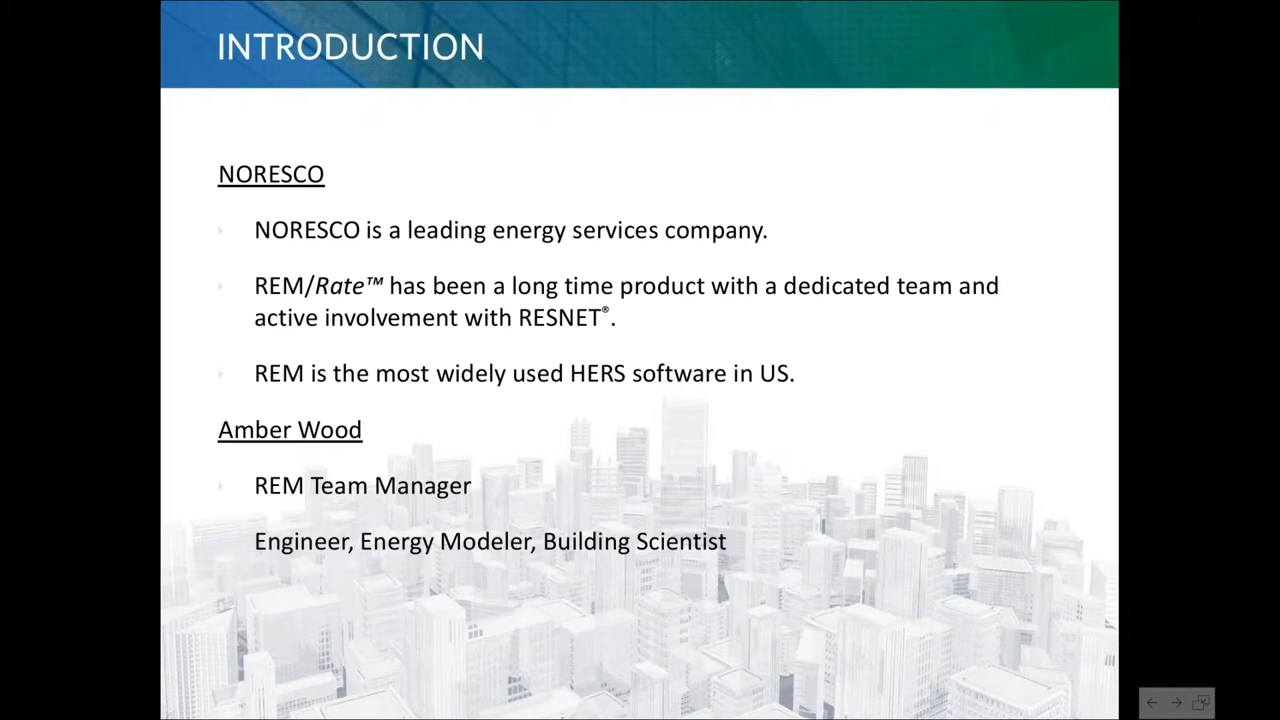 INTRODUCTION
NORESCO
NORESCO is a leading energy services company.
REM/Rate™ has been a long time product with a dedicated team and
active involvement with RESNET®.
REM is the most widely used HERS software in US.
Amber Wood
REM Team Manager
Engineer, Energy Modeler, Building Scientist